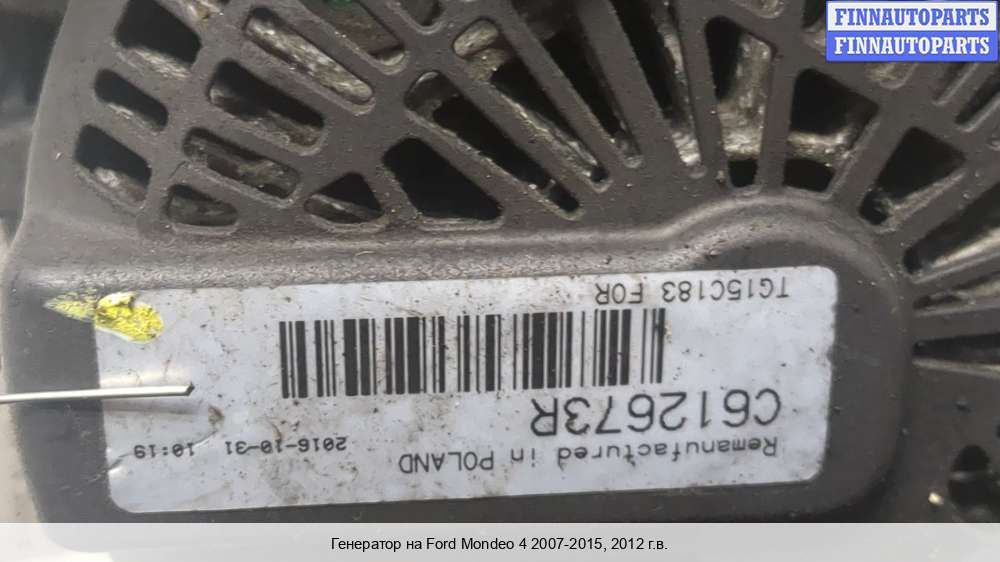 FINNAUTOPARTS
FINNAUTOPARTS
TG15C183 FOR
C612673R
Remanufactured in POLAND
2016-10-31 10:19
Генератор на Ford Mondeo 4 2007-2015, 2012 г.в.